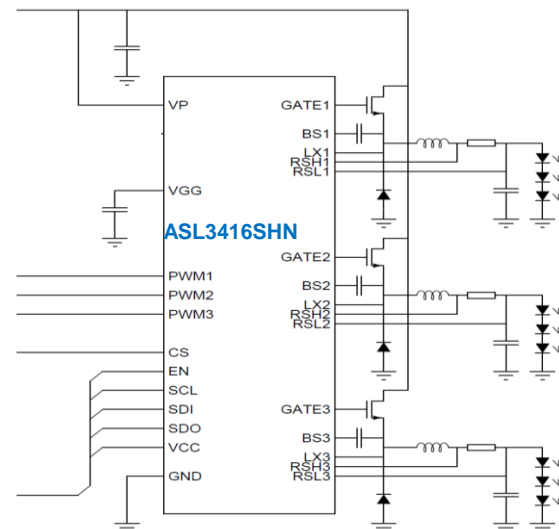 VP
GATE1
BS1
LX1
RSH1
RSL1
VGG
ASL3416SHN
GATE2
BS2
LX2
RSH2
RSL2
PWM1
PWM2
PWM3
CS
EN
SCL
SDI
SDO
VCC
GND
GATE3
BS3
LX3
RSH3
RSL3